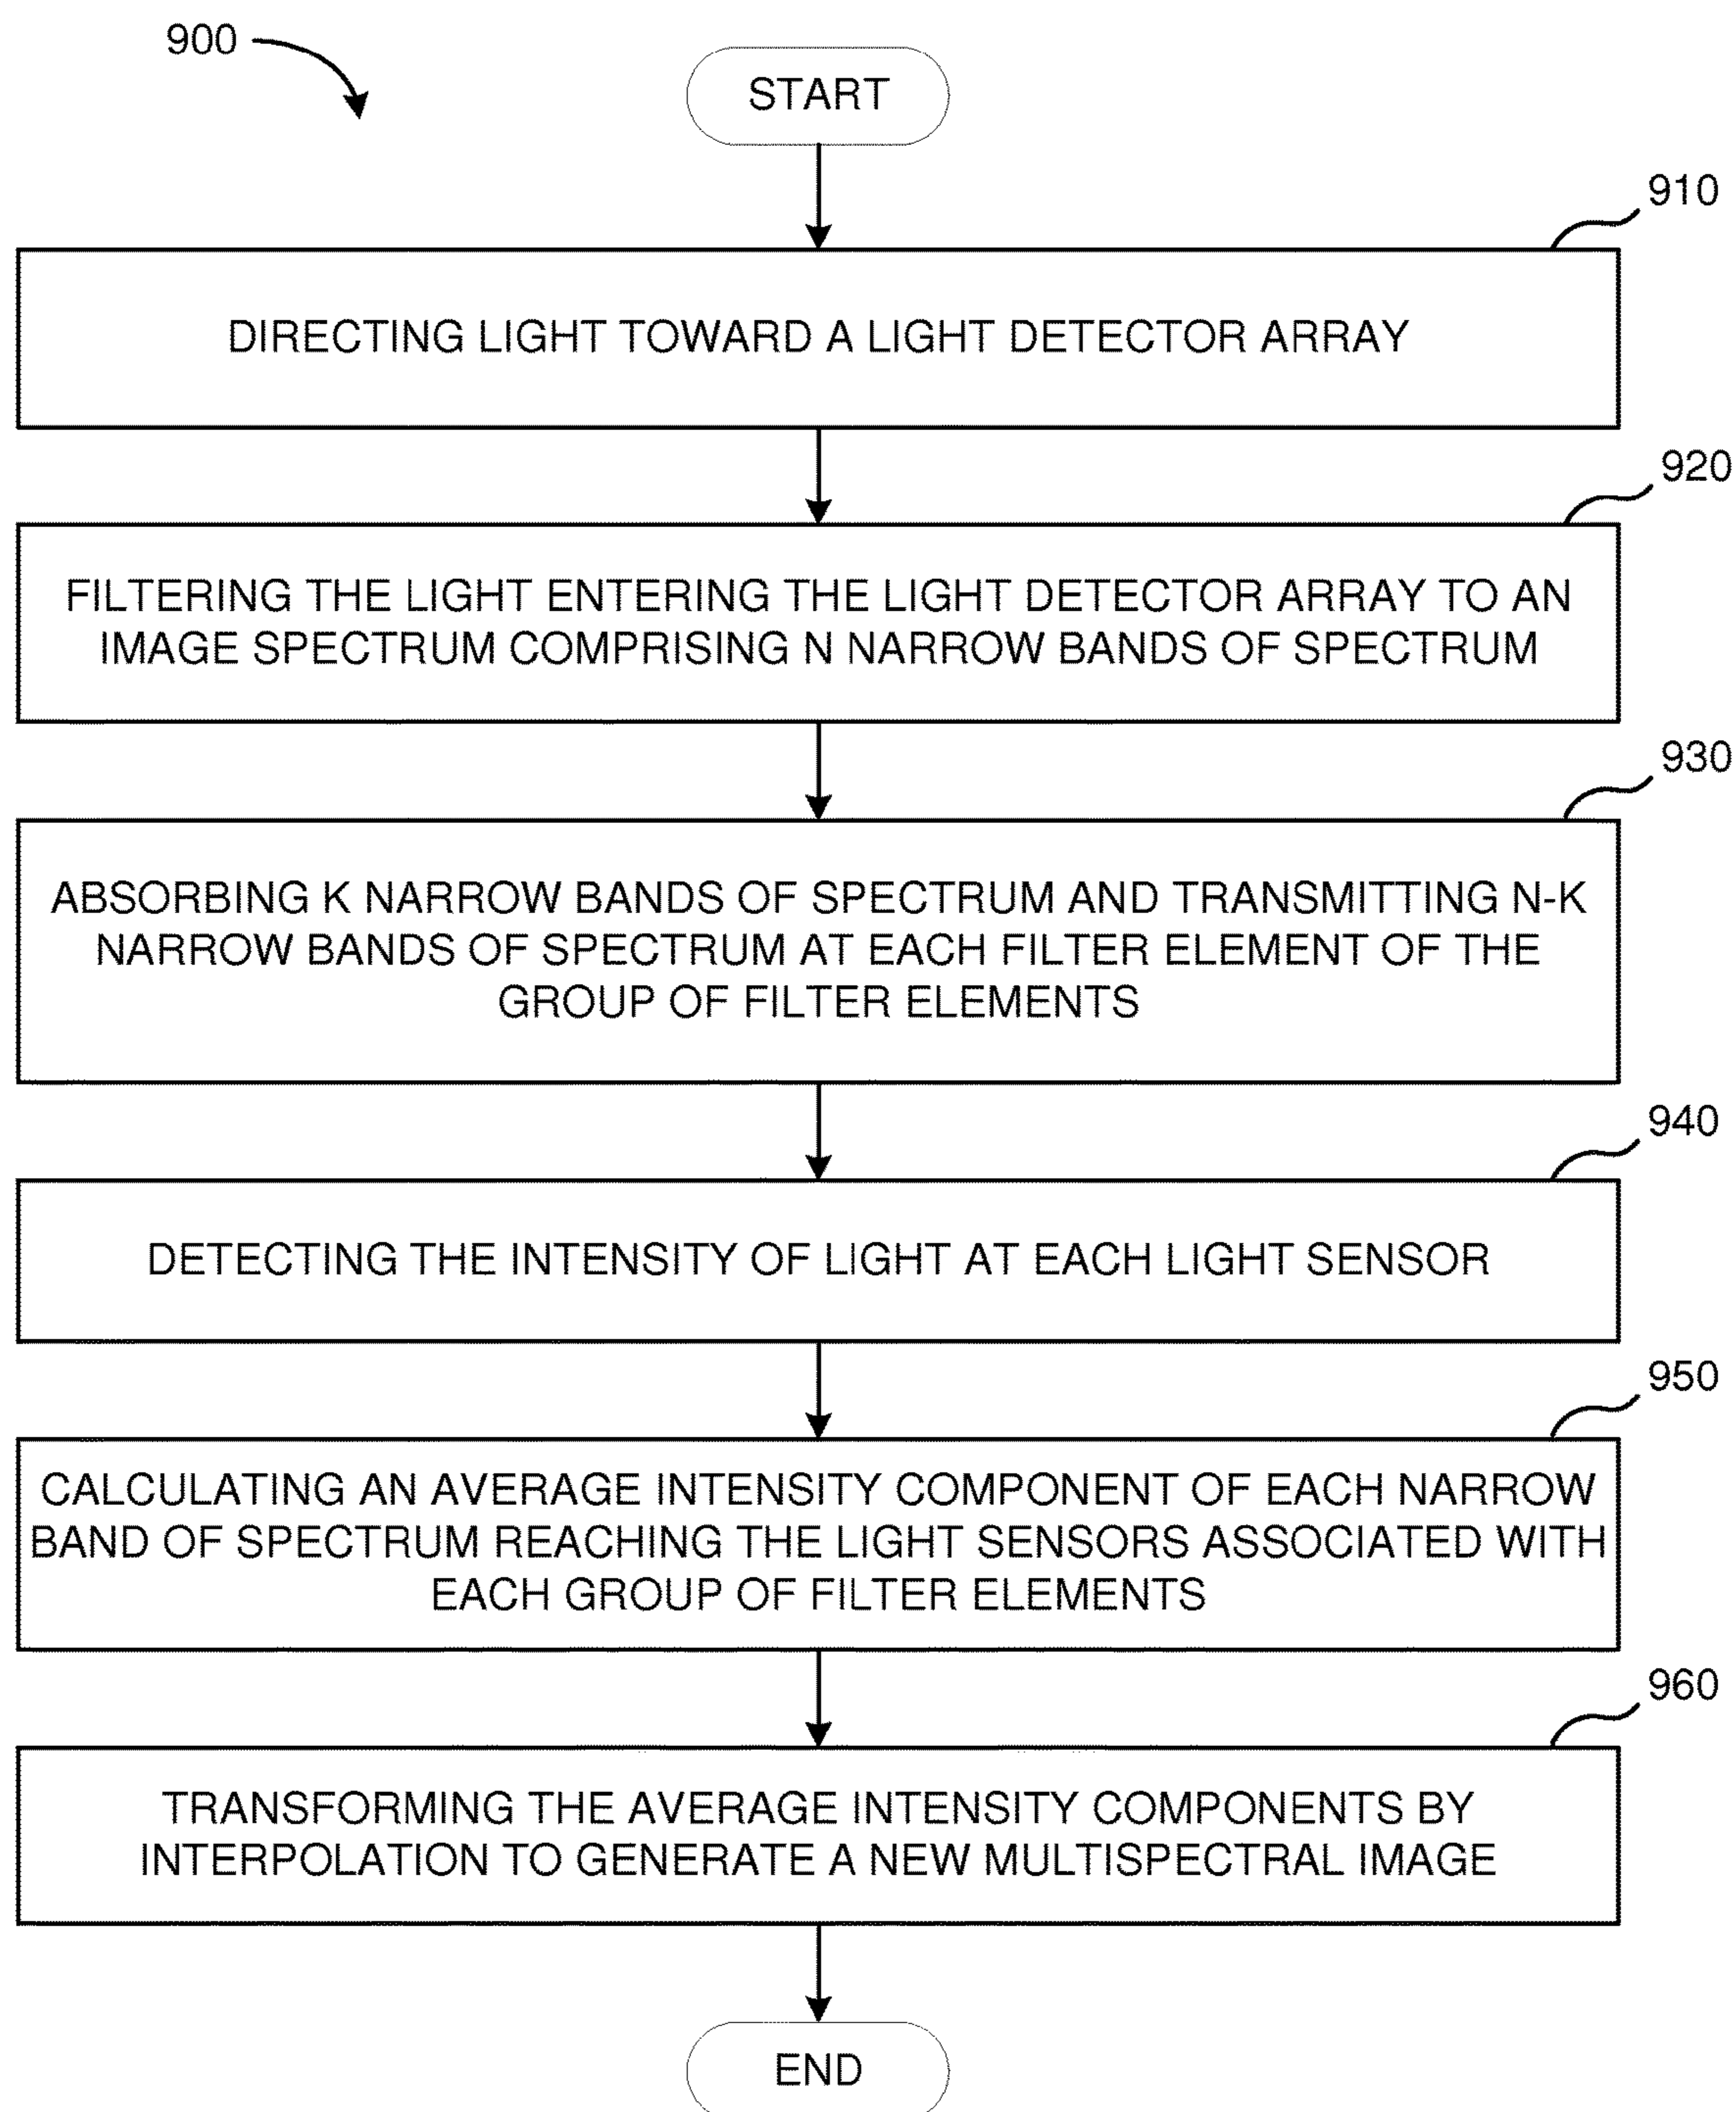 900
START
910
DIRECTING LIGHT TOWARD A LIGHT DETECTOR ARRAY
920
FILTERING THE LIGHT ENTERING THE LIGHT DETECTOR ARRAY TO AN
IMAGE SPECTRUM COMPRISING N NARROW BANDS OF SPECTRUM
930
ABSORBING K NARROW BANDS OF SPECTRUM AND TRANSMITTING N-K
NARROW BANDS OF SPECTRUM AT EACH FILTER ELEMENT OF THE
GROUP OF FILTER ELEMENTS
940
DETECTING THE INTENSITY OF LIGHT AT EACH LIGHT SENSOR
950
CALCULATING AN AVERAGE INTENSITY COMPONENT OF EACH NARROW
BAND OF SPECTRUM REACHING THE LIGHT SENSORS ASSOCIATED WITH
EACH GROUP OF FILTER ELEMENTS
960
TRANSFORMING THE AVERAGE INTENSITY COMPONENTS BY
INTERPOLATION TO GENERATE A NEW MULTISPECTRAL IMAGE
END